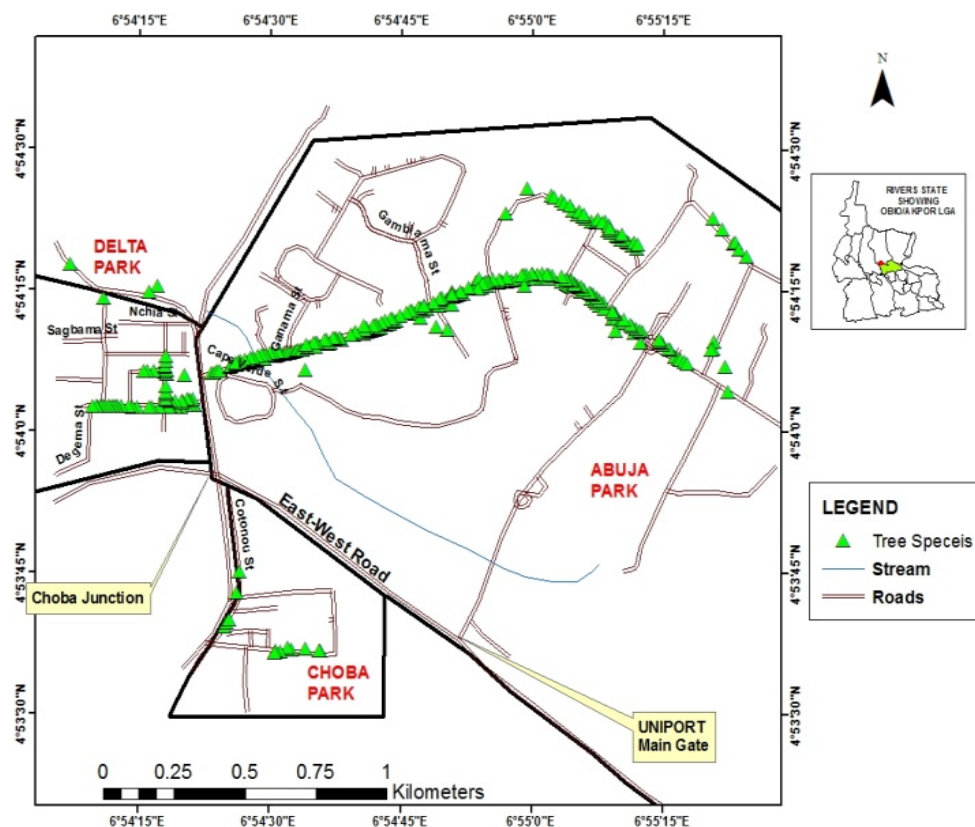 6°54'15"E 6°54'30"E 6°54'45"E 6°55'0"E 6°55'15"E
N
4°54'30"N
4°54'30"N
RIVERS STATE
SHOWING
OBIO/AKPOR LGA
Gambiama St
DELTA
PARK
4°54'15"N
4°54'15"N
Nchia St
Sagbama St
Ganama St
Cape Verde St
Degema St
4°54'0"N
4°54'0"N
ABUJA
PARK
East-West Road
Cotonou St
LEGEND
Tree Speceis
Stream
Roads
4°53'45"N
4°53'45"N
Choba Junction
CHOBA
PARK
UNIPORT
Main Gate
4°53'30"N
4°53'30"N
0 0.25 0.5 0.75 1
Kilometers
6°54'15"E 6°54'30"E 6°54'45"E 6°55'0"E 6°55'15"E